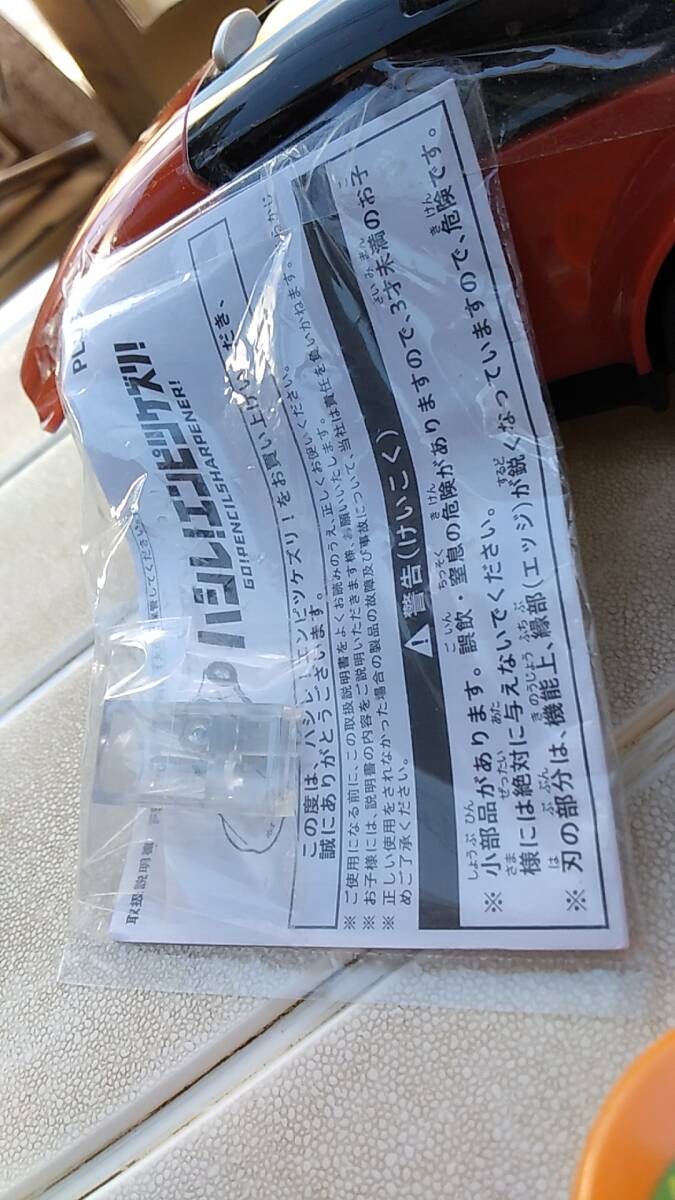 取扱説明書
管してください
PLUS
ハシレ!エンピツケズリ!
GO!PENCILSHARPENER!
この度は、ハシレ!エンピツケズリ!をお買い上げいただき、
誠にありがとうございます。
※ご使用になる前に、この取扱説明書をよくお読みのうえ、正しくお使いください。
※お子様には、説明書の内容をご説明いただきます様、お願いいたします。
※正しい使用をされなかった場合の製品の故障及び事故について、当社は責任を負いかねます。
めご了承ください。
警告(けいこく)
※小部品があります。誤飲・窒息の危険がありますので、3才未満のお子
様には絶対に与えないでください。
※刃の部分は、機能上、縁部(エッジ)が鋭くなっていますので、危険です。